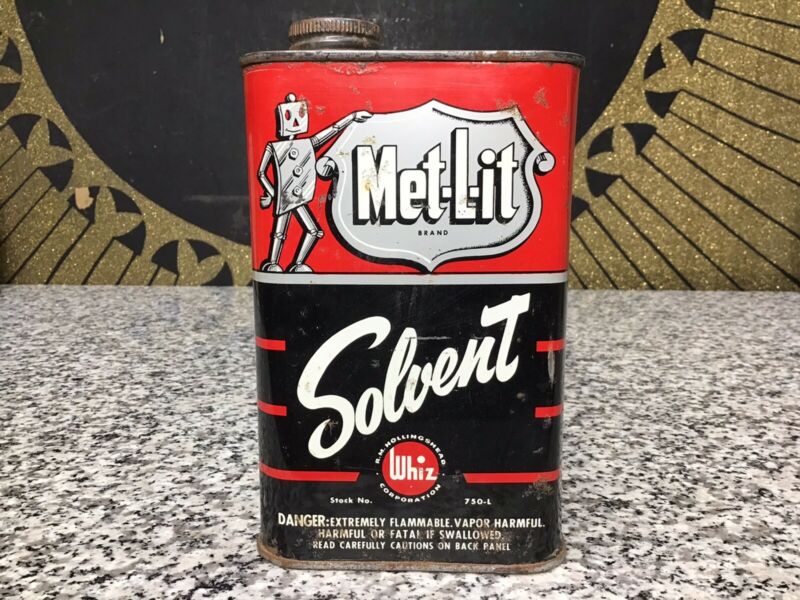 Met-L-it
BRAND
Solvent
R.M. HOLLINGSHEAD
Whiz
CORPORATION
Stock No. 750-L
DANGER: EXTREMELY FLAMMABLE. VAPOR HARMFUL.
HARMFUL OR FATAL IF SWALLOWED.
READ CAREFULLY CAUTIONS ON BACK PANEL